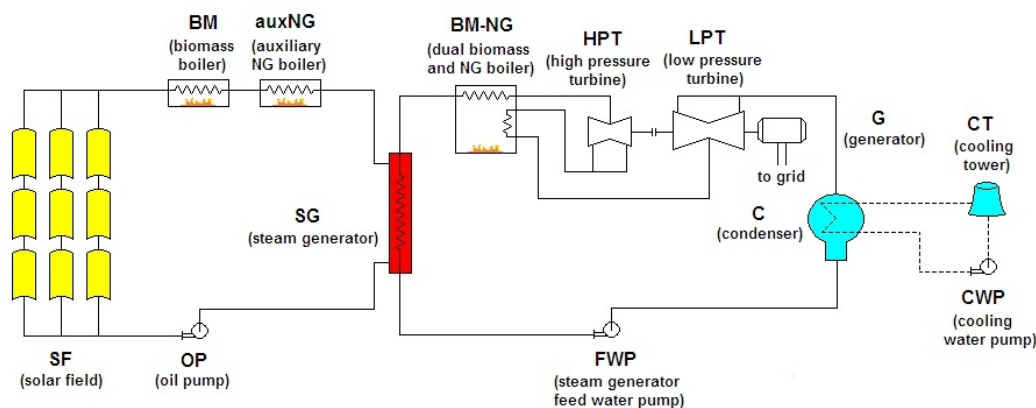 BM
(biomass
boiler)
auxNG
(auxiliary
NG boiler)
BM-NG
(dual biomass
and NG boiler)
HPT
(high pressure
turbine)
LPT
(low pressure
turbine)
G
(generator)
to grid
CT
(cooling
tower)
SG
(steam generator)
C
(condenser)
SF
(solar field)
OP
(oil pump)
FWP
(steam generator
feed water pump)
CWP
(cooling
water pump)